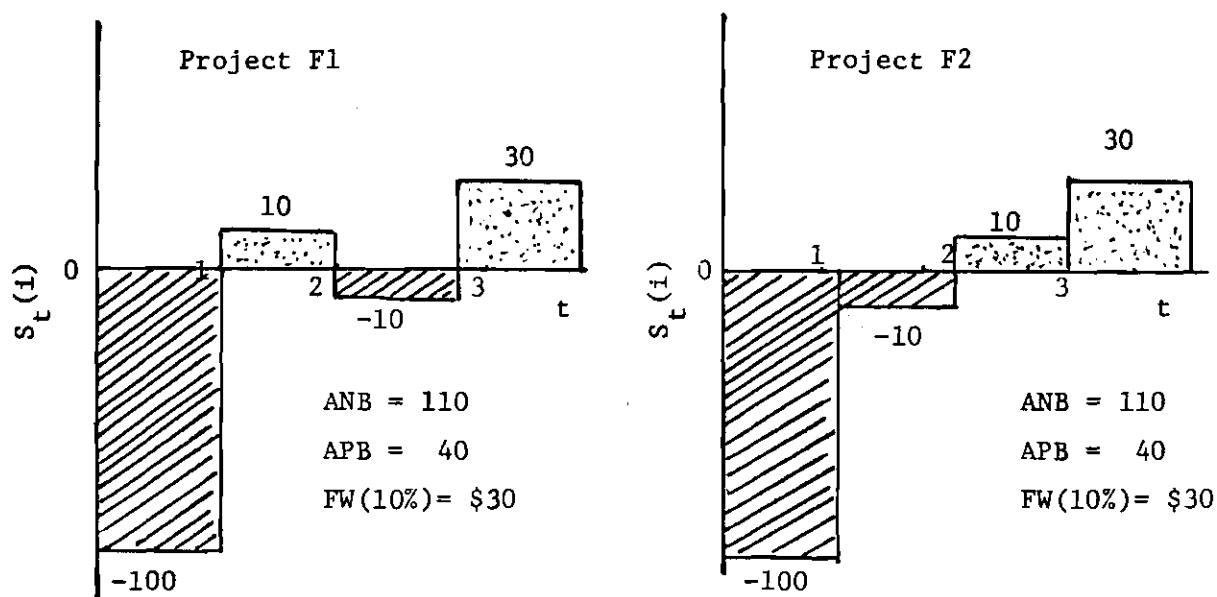 Project F1
30
10
0
1
2
3
-10
t
S_t(i)
ANB = 110
APB = 40
FW(10%)= $30
-100
Project F2
30
10
0
1
2
3
-10
t
S_t(i)
ANB = 110
APB = 40
FW(10%)= $30
-100